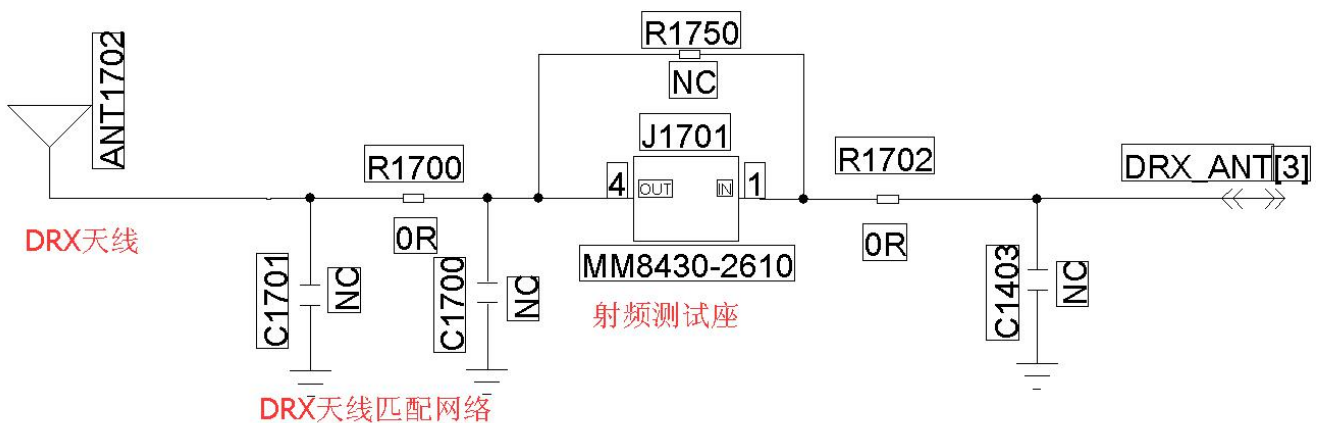 ANT1702
R1750
NC
J1701
R1700
4
OUT
IN
1
R1702
DRX_ANT[3]
DRX天线
0R
MM8430-2610
0R
C1701
NC
C1700
NC
射频测试座
C1403
NC
DRX天线匹配网络